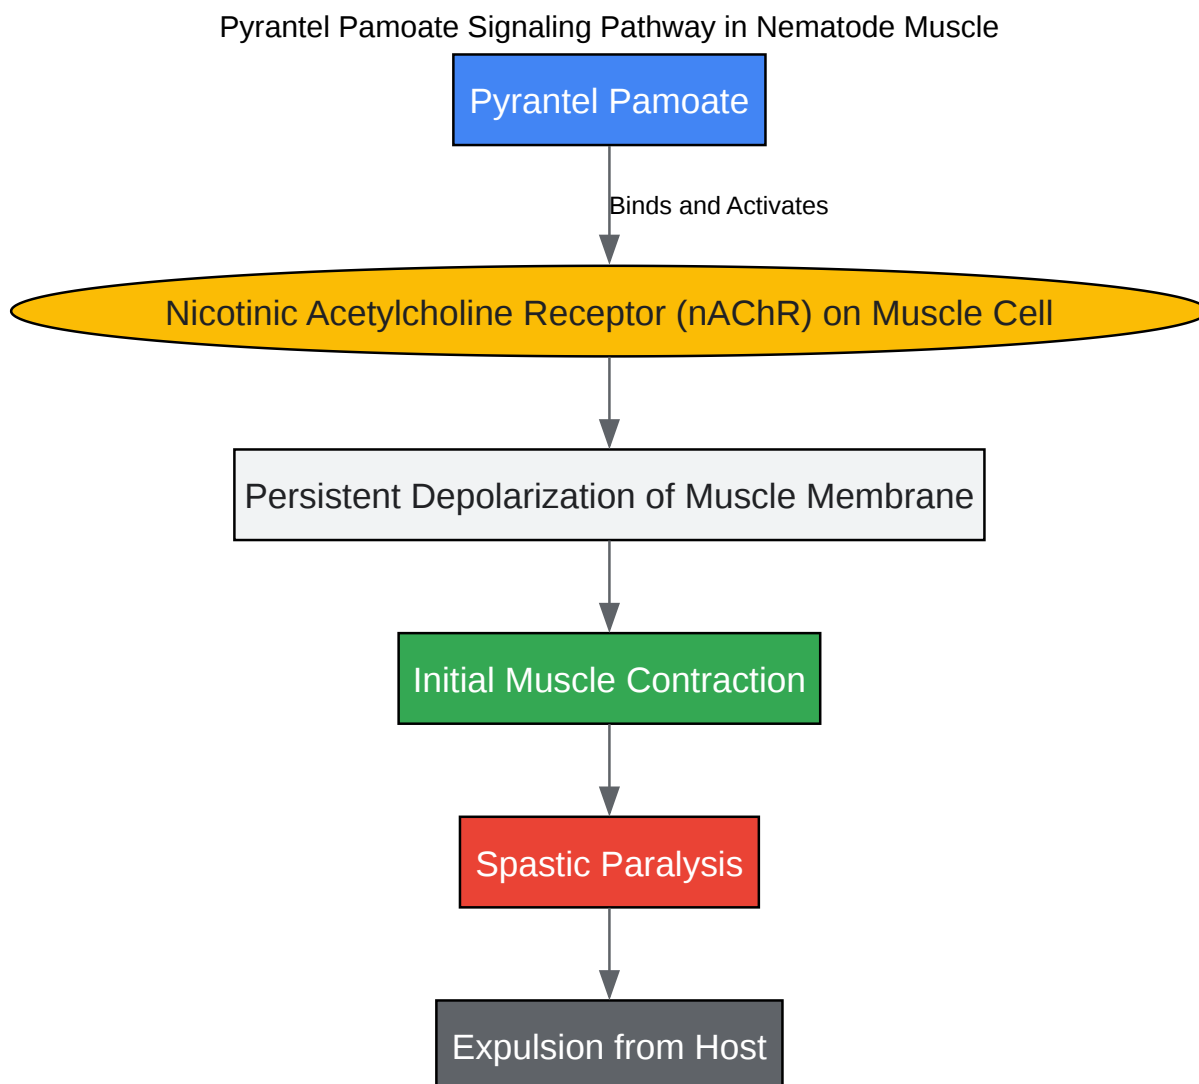 Pyrantel Pamoate Signaling Pathway in Nematode Muscle
Pyrantel Pamoate
Binds and Activates
Nicotinic Acetylcholine Receptor (nAChR) on Muscle Cell
Persistent Depolarization of Muscle Membrane
Initial Muscle Contraction
Spastic Paralysis
Expulsion from Host